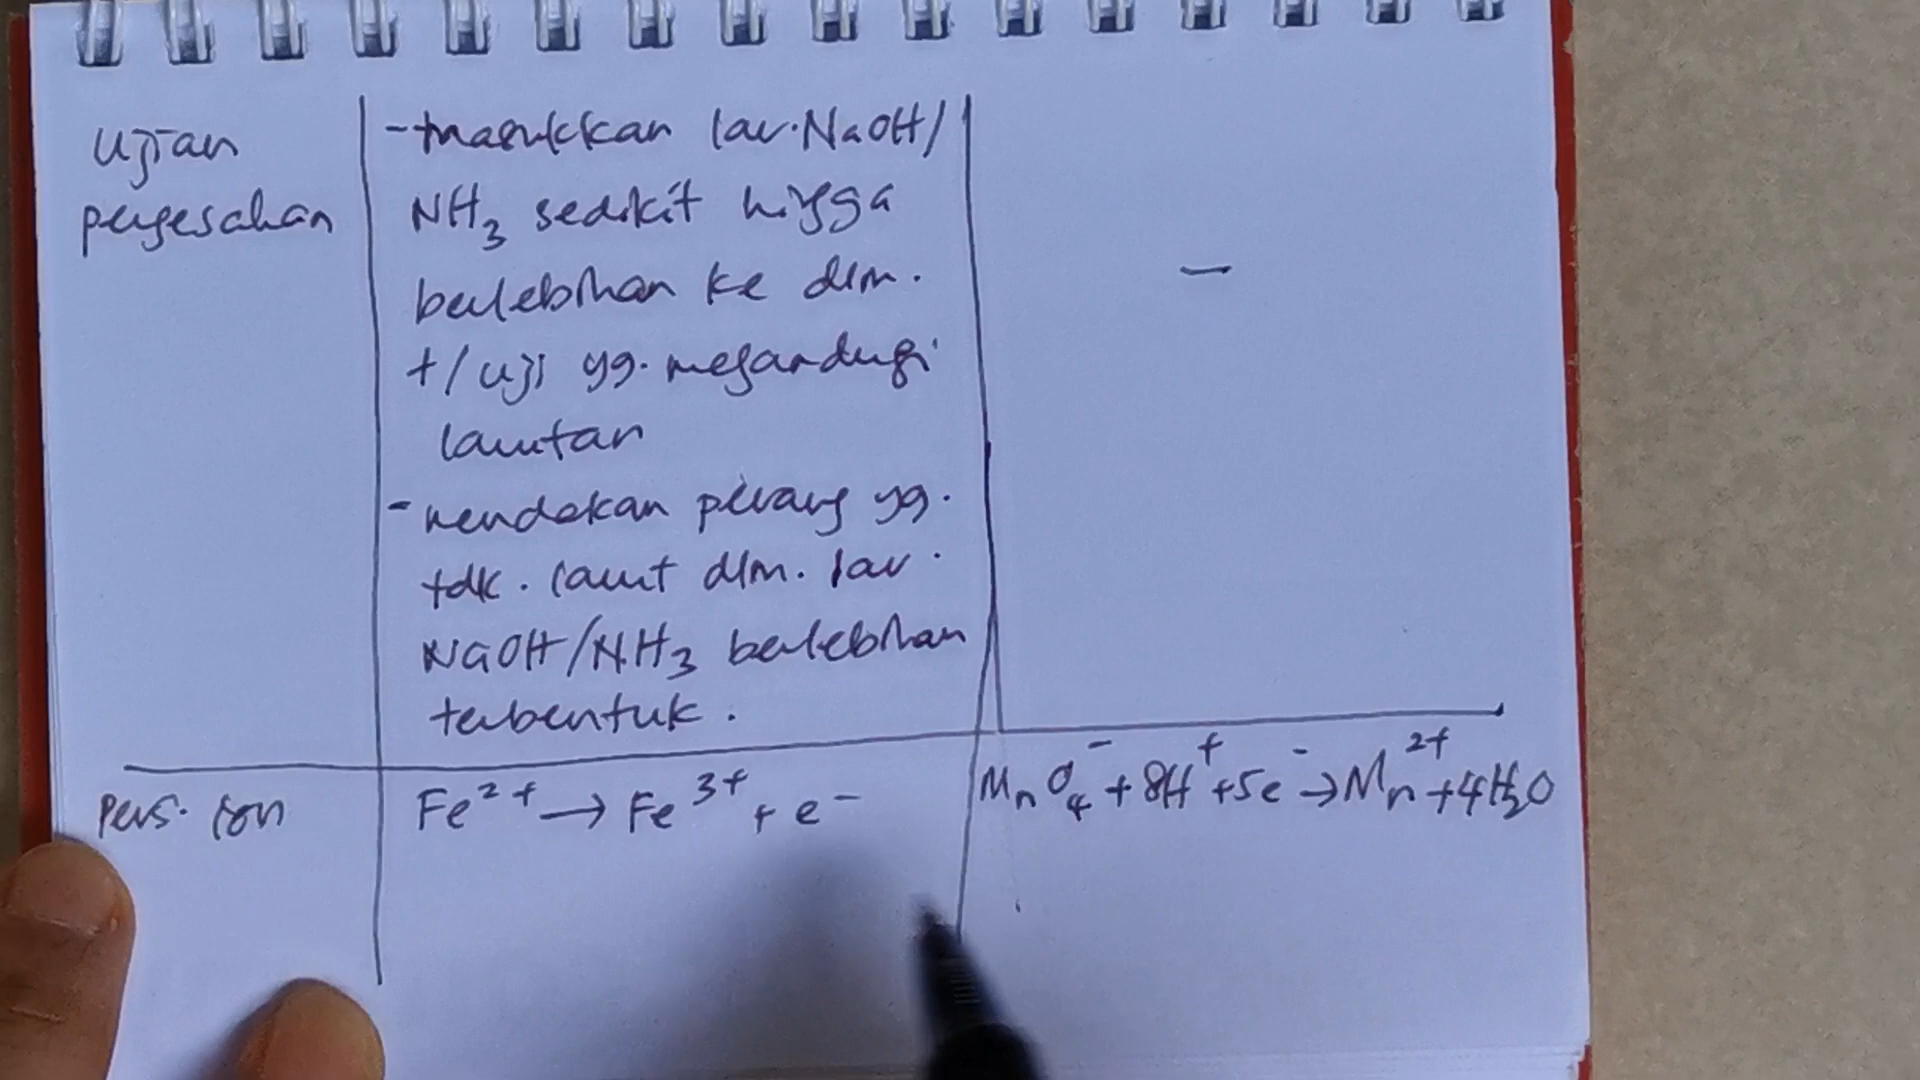 Ujian
pengesahan
- masukkan lar. NaOH/
NH3 sedikit hingga
berlebihan ke dlm.
t/uji yg. mengandungi
larutan
- mendakan perang yg.
tdk. larut dlm. lar.
NaOH/NH3 berlebihan
terbentuk.
—
Pers. ion
Fe²⁺ → Fe³⁺ + e⁻
MnO₄⁻ + 8H⁺ + 5e⁻ → Mn²⁺ + 4H₂O